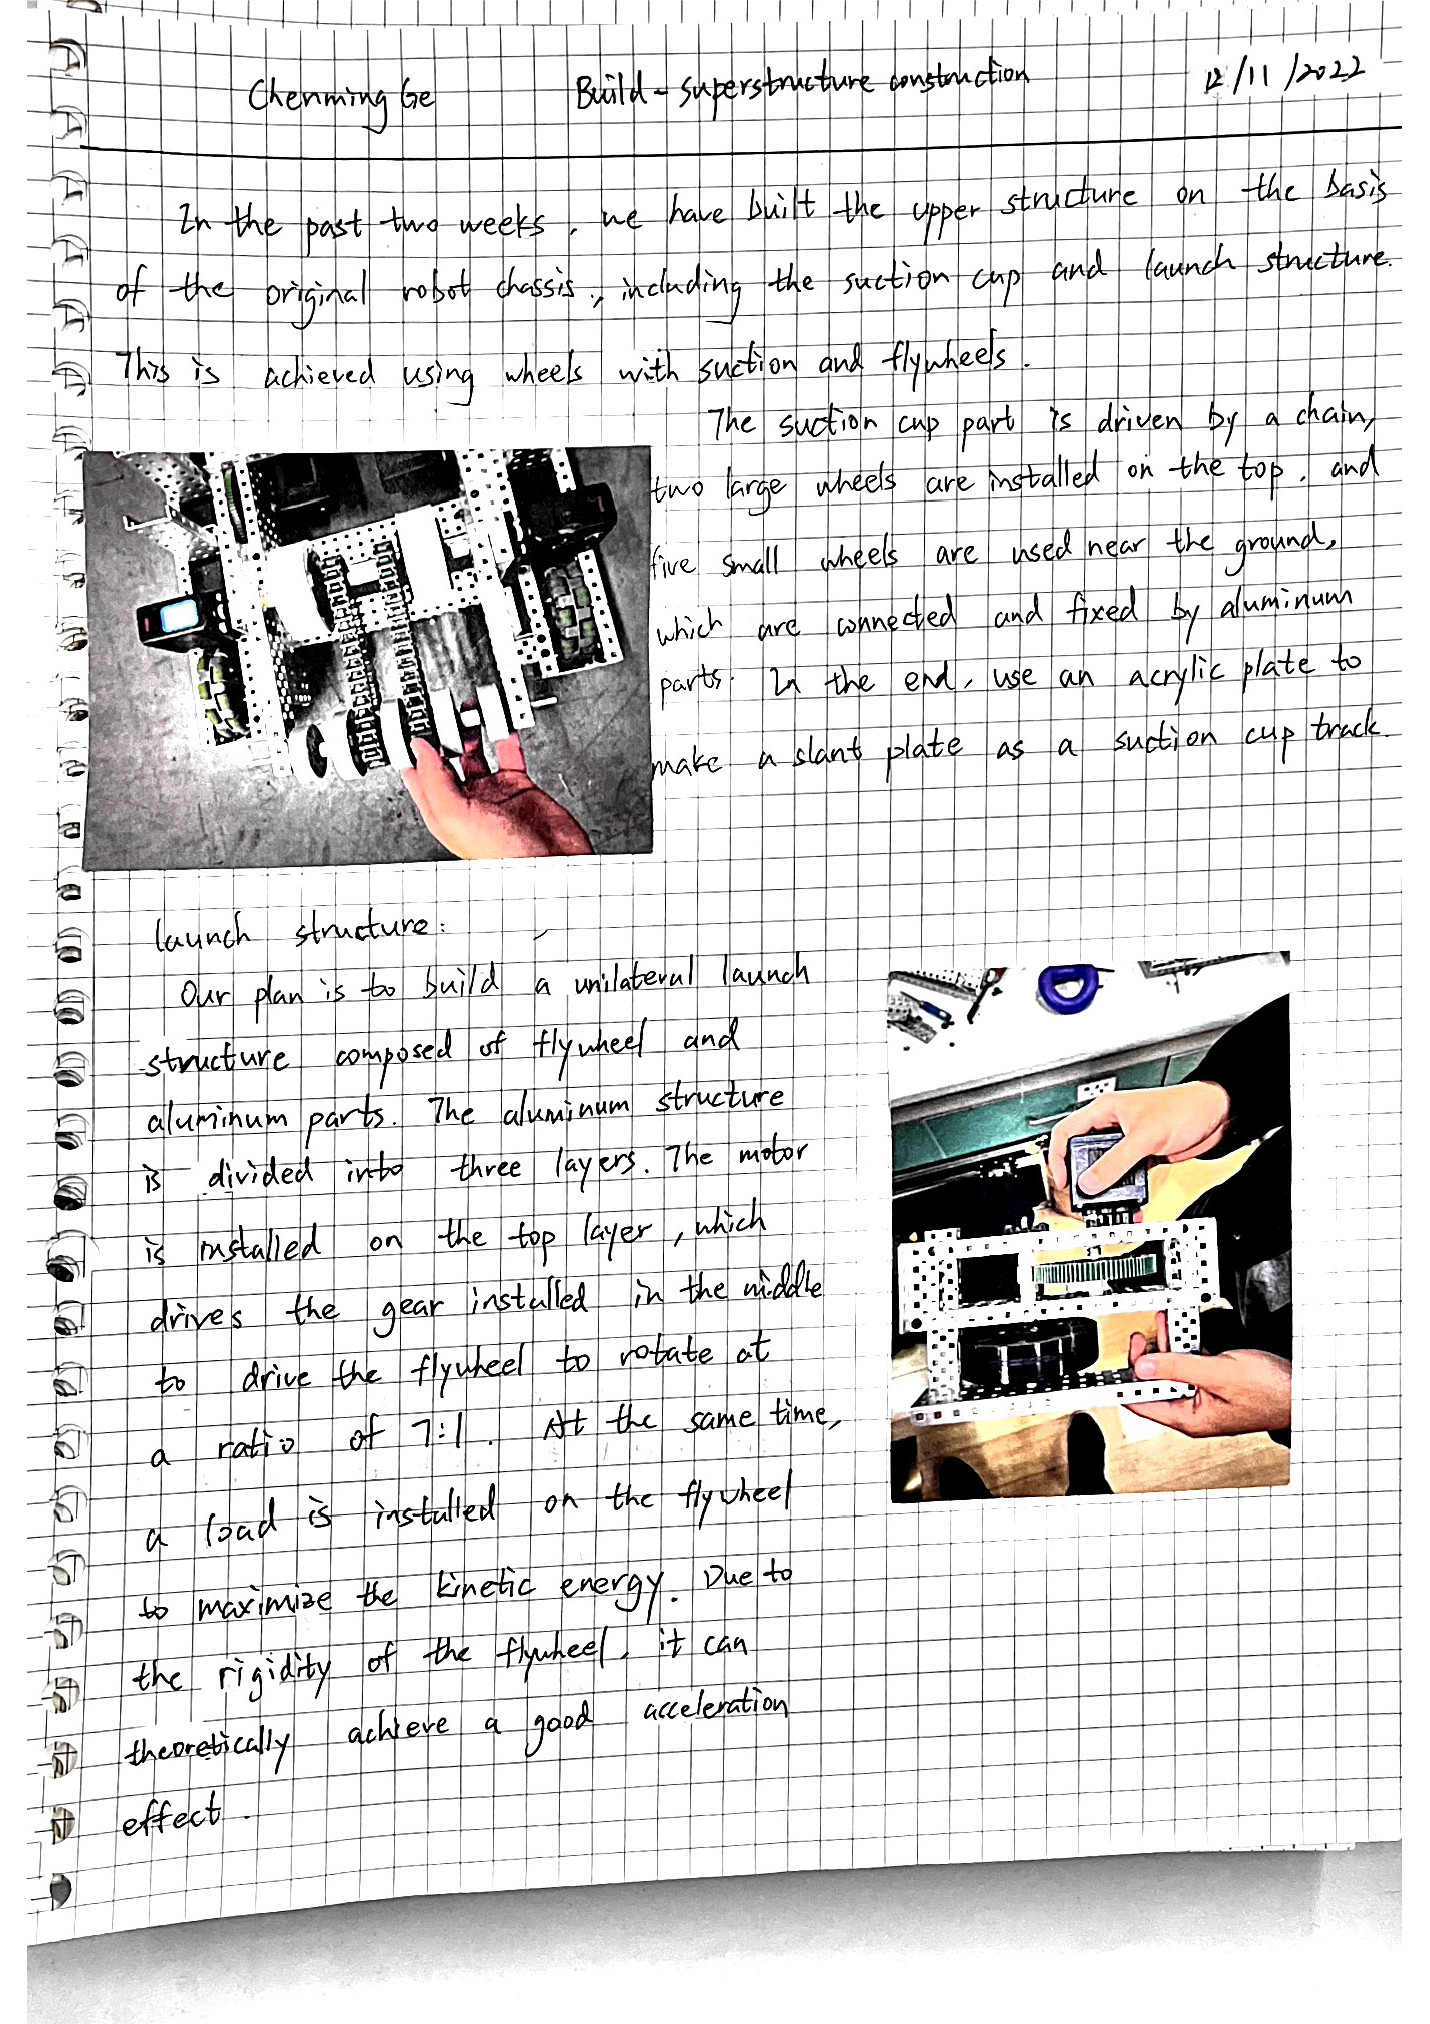 Chenming Ge Build - superstructure construction 12/11/2022
In the past two weeks, we have built the upper structure on the basis
of the original robot chassis, including the suction cup and launch structure.
This is achieved using wheels with suction and flywheels.
The suction cup part is driven by a chain,
two large wheels are installed on the top, and
five small wheels are used near the ground,
which are connected and fixed by aluminum
parts. In the end, use an acrylic plate to
make a slant plate as a suction cup track.
launch structure:
Our plan is to build a unilateral launch
structure composed of flywheel and
aluminum parts. The aluminum structure
is divided into three layers. The motor
is installed on the top layer, which
drives the gear installed in the middle
to drive the flywheel to rotate at
a ratio of 7:1. At the same time,
a load is installed on the flywheel
to maximize the kinetic energy. Due to
the rigidity of the flywheel, it can
theoretically achieve a good acceleration
effect.